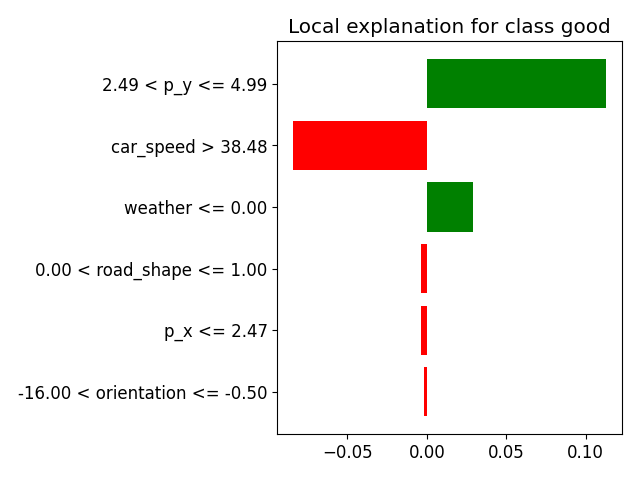 Local explanation for class good
2.49 < p_y <= 4.99
car_speed > 38.48
weather <= 0.00
0.00 < road_shape <= 1.00
p_x <= 2.47
-16.00 < orientation <= -0.50
−0.05 0.00 0.05 0.10